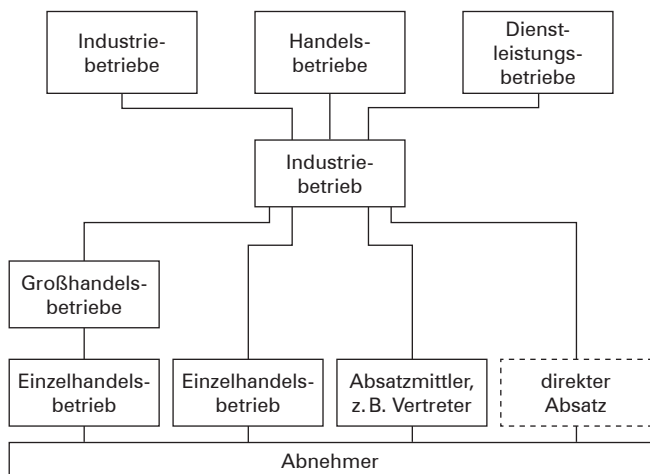 Industrie-
betriebe
Handels-
betriebe
Dienst-
leistungs-
betriebe
Industrie-
betrieb
Großhandels-
betriebe
Einzelhandels-
betrieb
Einzelhandels-
betrieb
Absatzmittler,
z. B. Vertreter
direkter
Absatz
Abnehmer